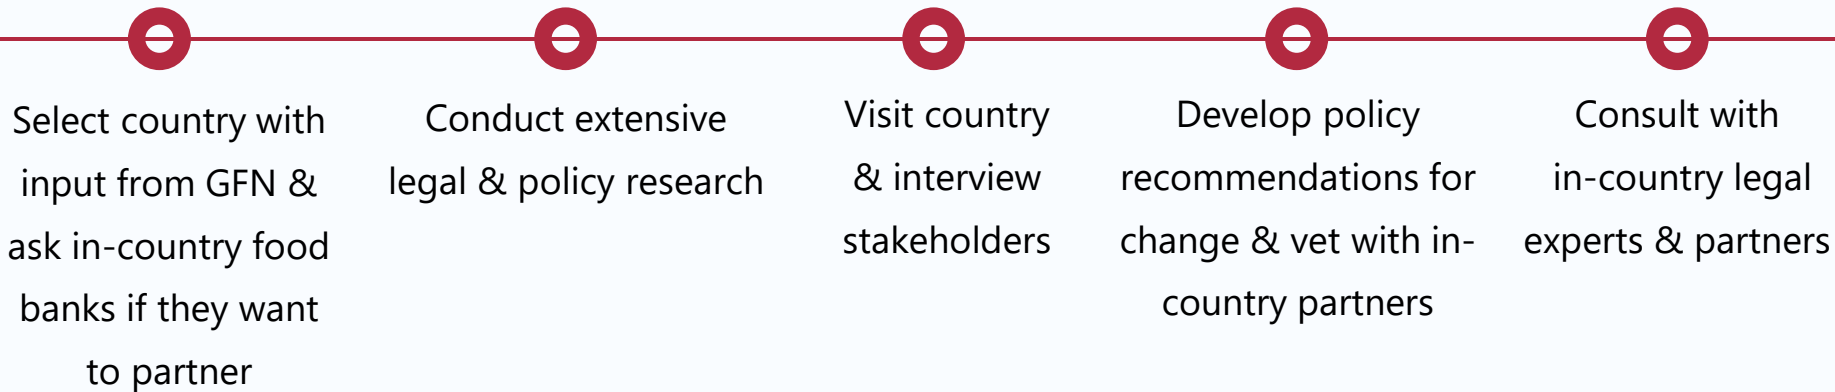 Select country with
input from GFN &
ask in-country food
banks if they want
to partner
Conduct extensive
legal & policy research
Visit country
& interview
stakeholders
Develop policy
recommendations for
change & vet with in-
country partners
Consult with
in-country legal
experts & partners